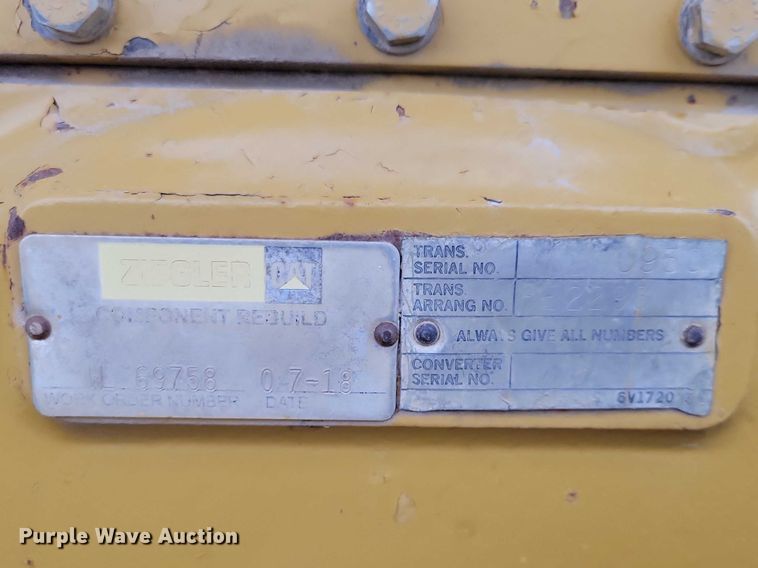 ZIEGLER CAT
COMPONENT REBUILD
69758 07-18
WORK ORDER NUMBER DATE
TRANS.
SERIAL NO.
TRANS.
ARRANG NO.
ALWAYS GIVE ALL NUMBERS
CONVERTER
SERIAL NO.
6V1720
Purple Wave Auction